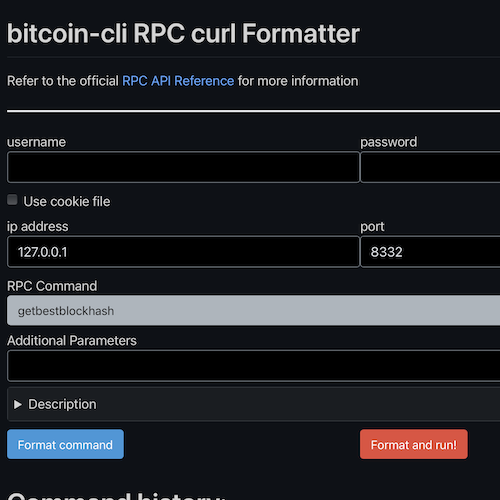 bitcoin-cli RPC curl Formatter
Refer to the official RPC API Reference for more information
username password
Use cookie file
ip address port
127.0.0.1 8332
RPC Command
getbestblockhash
Additional Parameters
Description
Format command Format and run!
Command history: